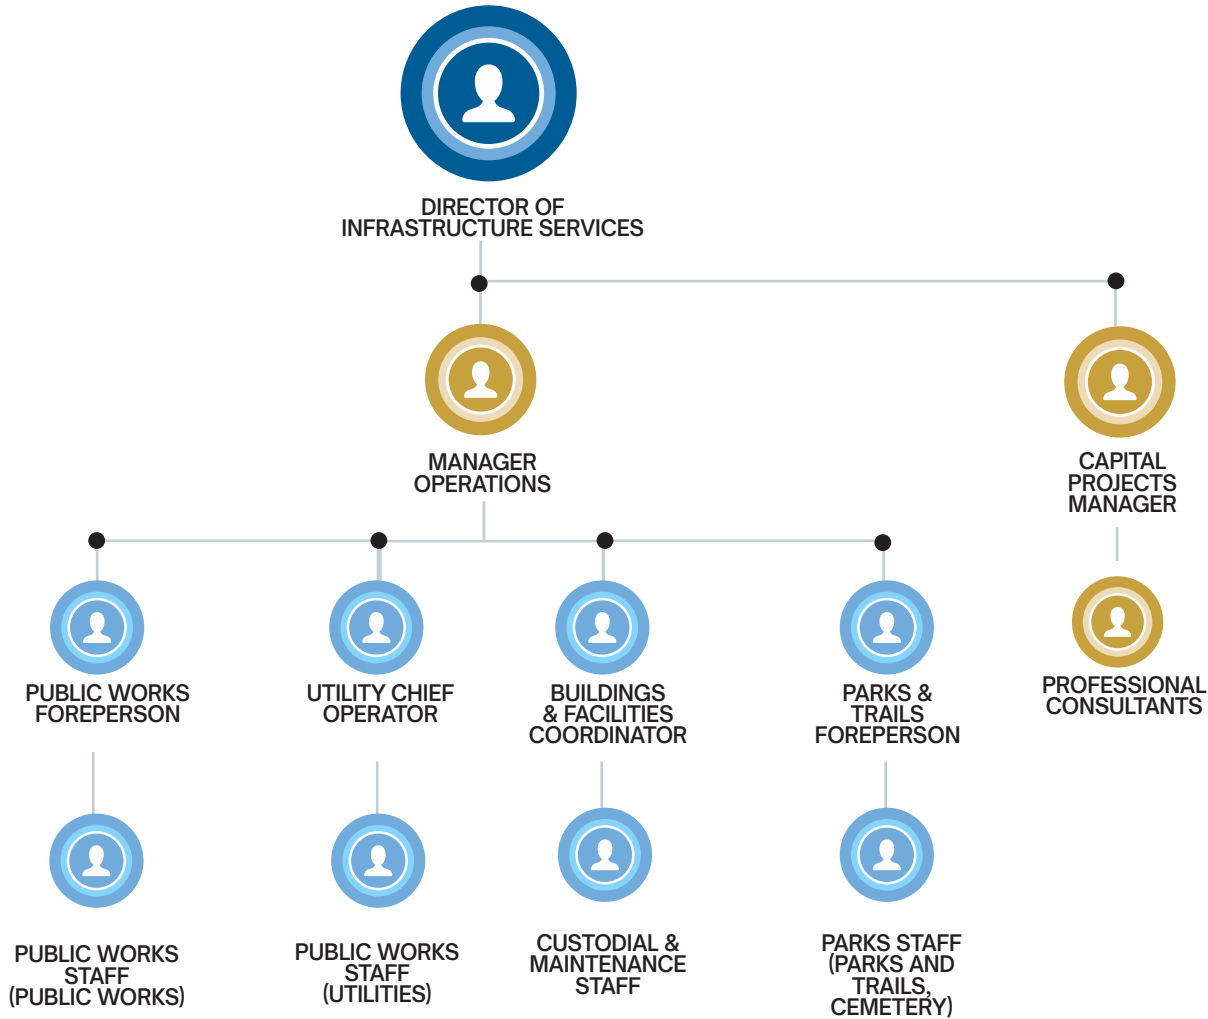 DIRECTOR OF
INFRASTRUCTURE SERVICES
MANAGER
OPERATIONS
CAPITAL
PROJECTS
MANAGER
PUBLIC WORKS
FOREPERSON
UTILITY CHIEF
OPERATOR
BUILDINGS
& FACILITIES
COORDINATOR
PARKS &
TRAILS
FOREPERSON
PROFESSIONAL
CONSULTANTS
PUBLIC WORKS
STAFF
(PUBLIC WORKS)
PUBLIC WORKS
STAFF
(UTILITIES)
CUSTODIAL &
MAINTENANCE
STAFF
PARKS STAFF
(PARKS AND
TRAILS,
CEMETERY)